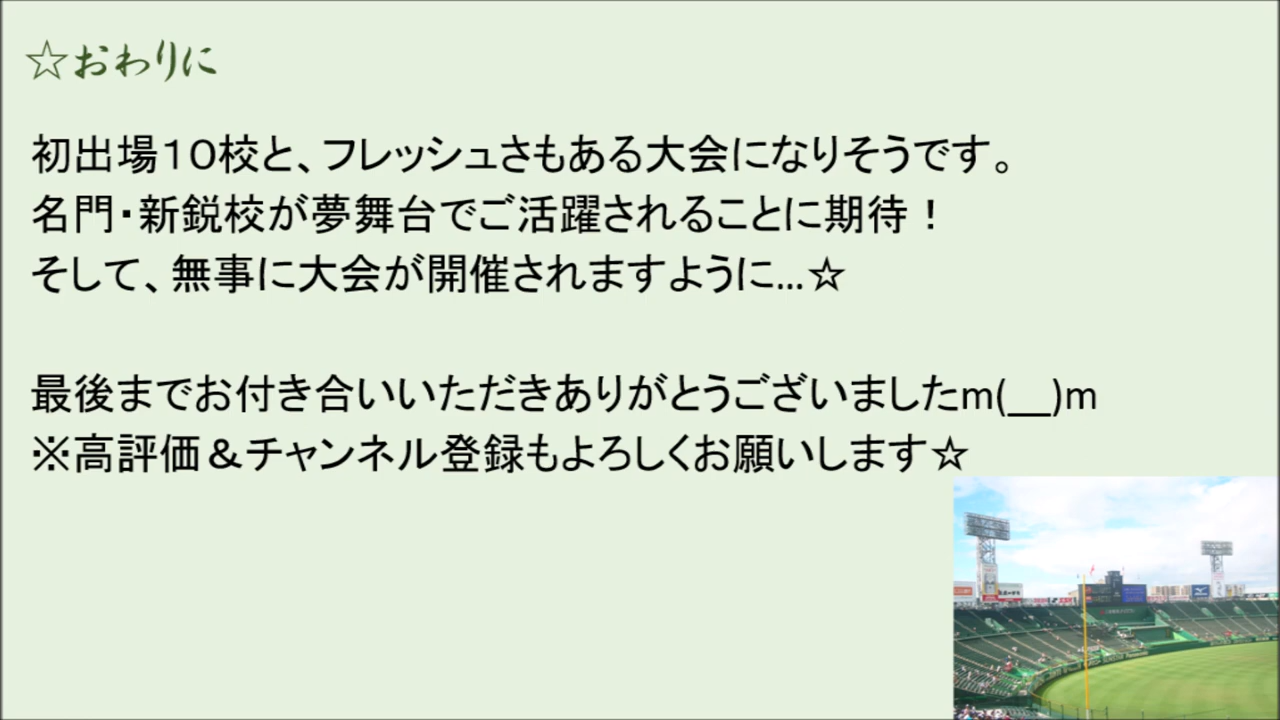 ☆おわりに
初出場１０校と、フレッシュさもある大会になりそうです。
名門・新鋭校が夢舞台でご活躍されることに期待！
そして、無事に大会が開催されますように…☆
最後までお付き合いいただきありがとうございましたm(__)m
※高評価＆チャンネル登録もよろしくお願いします☆